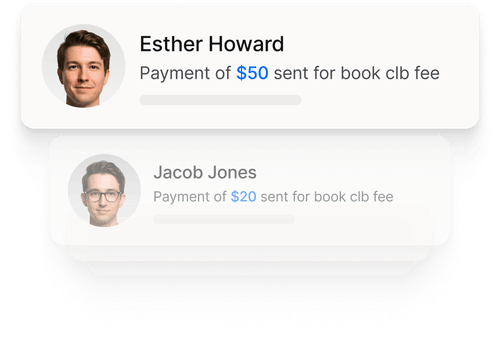 Esther Howard
Payment of $50 sent for book clb fee
Jacob Jones
Payment of $20 sent for book clb fee